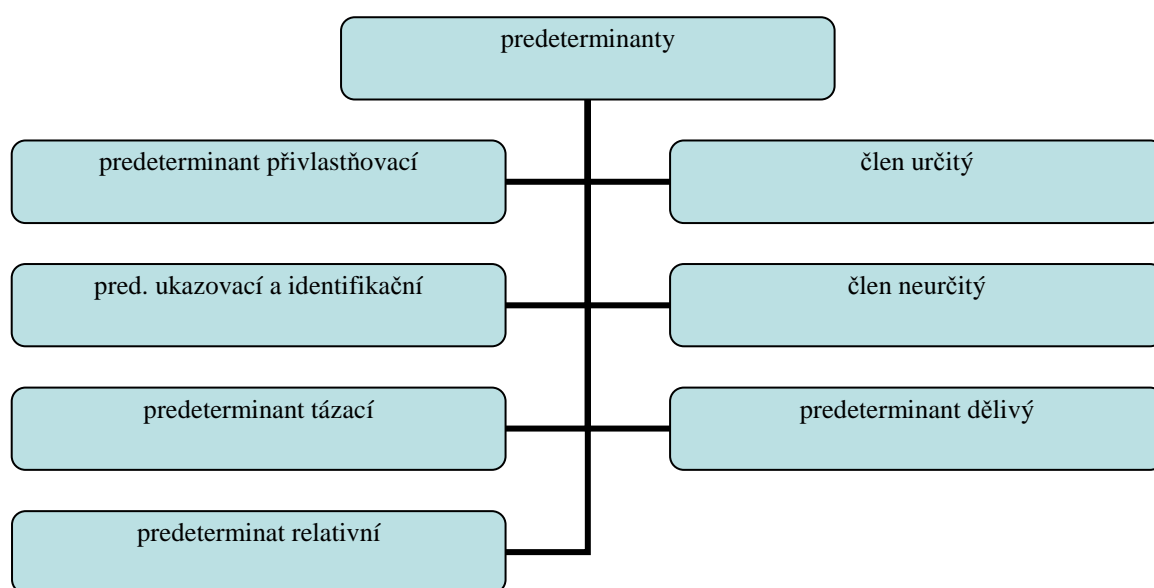 predeterminanty
predeterminant přivlastňovací
člen určitý
pred. ukazovací a identifikační
člen neurčitý
predeterminant tázací
predeterminant dělivý
predeterminat relativní